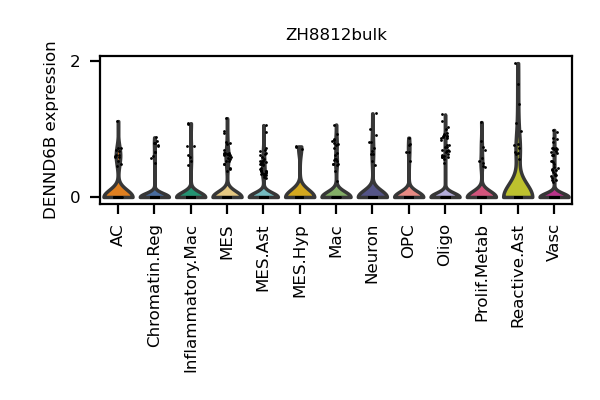 ZH8812bulk
DENND6B expression
2
0
AC
Chromatin.Reg
Inflammatory.Mac
MES
MES.Ast
MES.Hyp
Mac
Neuron
OPC
Oligo
Prolif.Metab
Reactive.Ast
Vasc